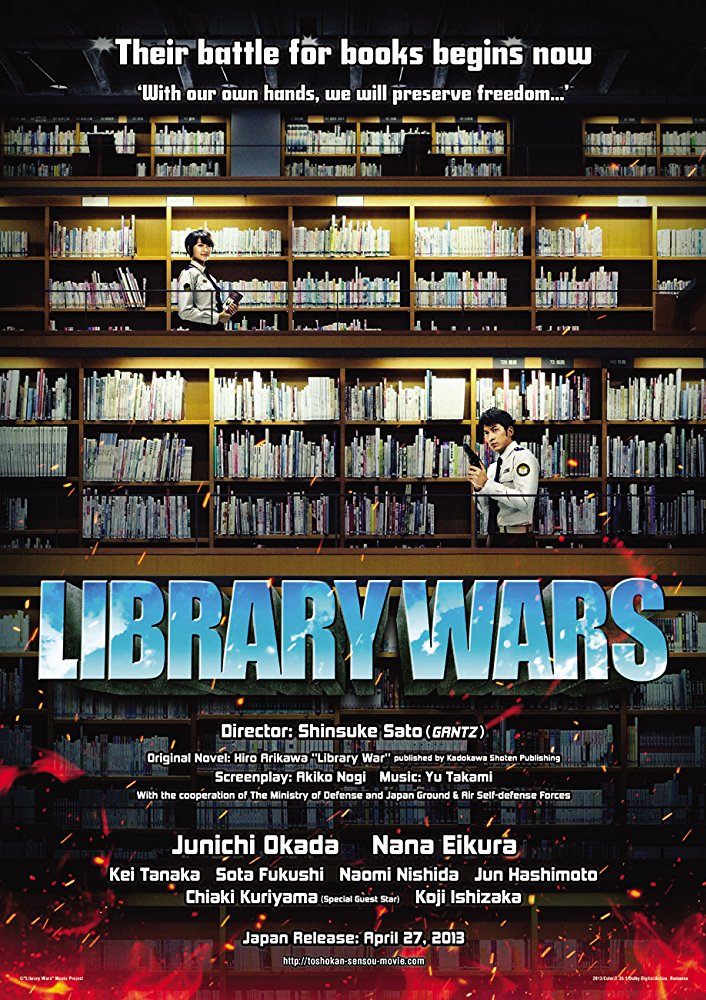 Their battle for books begins now
'With our own hands, we will preserve freedom...'
LIBRARY WARS
Director: Shinsuke Sato (GANTZ)
Original Novel: Hiro Arikawa "Library War" published by Kadokawa Shoten Publishing
Screenplay: Akiko Nogi Music: Yu Takami
With the cooperation of The Ministry of Defense and Japan Ground & Air Self-defense Forces
Junichi Okada Nana Eikura
Kei Tanaka Sota Fukushi Naomi Nishida Jun Hashimoto
Chiaki Kuriyama (Special Guest Star) Koji Ishizaka
Japan Release: April 27, 2013
http://toshokan-sensou-movie.com
©"Library Wars" Movie Project